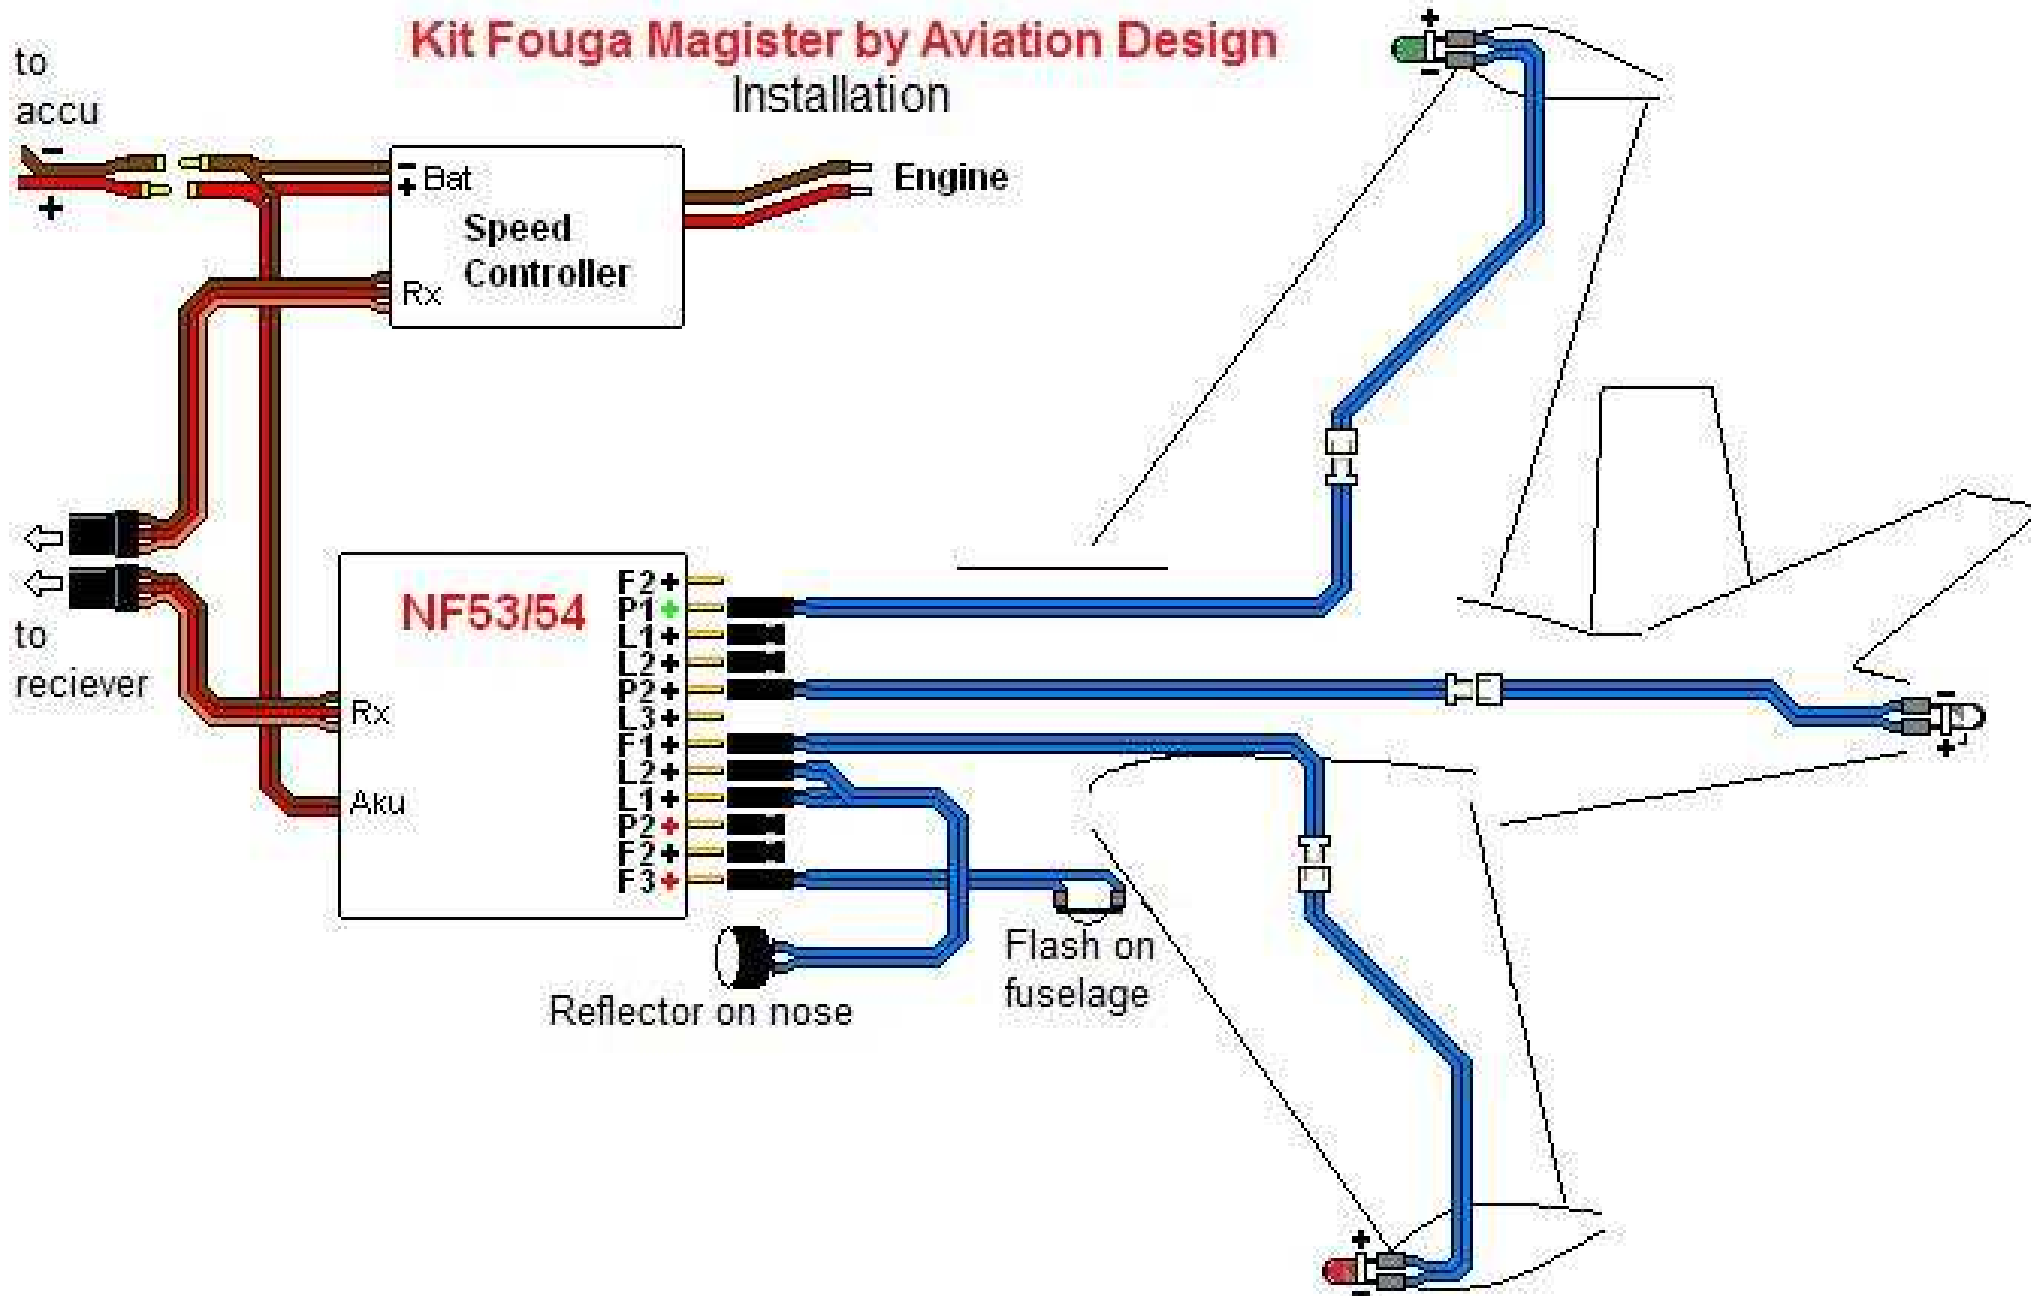 Kit Fouga Magister by Aviation Design
Installation
to
accu
-
+
- Bat
+
Speed
Controller
Rx
Engine
to
reciever
NF53/54
Rx
Aku
F2+
P1+
L1+
L2+
P2+
L3+
F1+
L2+
L1+
P2+
F2+
F3+
+
-
-
+
Reflector on nose
Flash on
fuselage
+
-